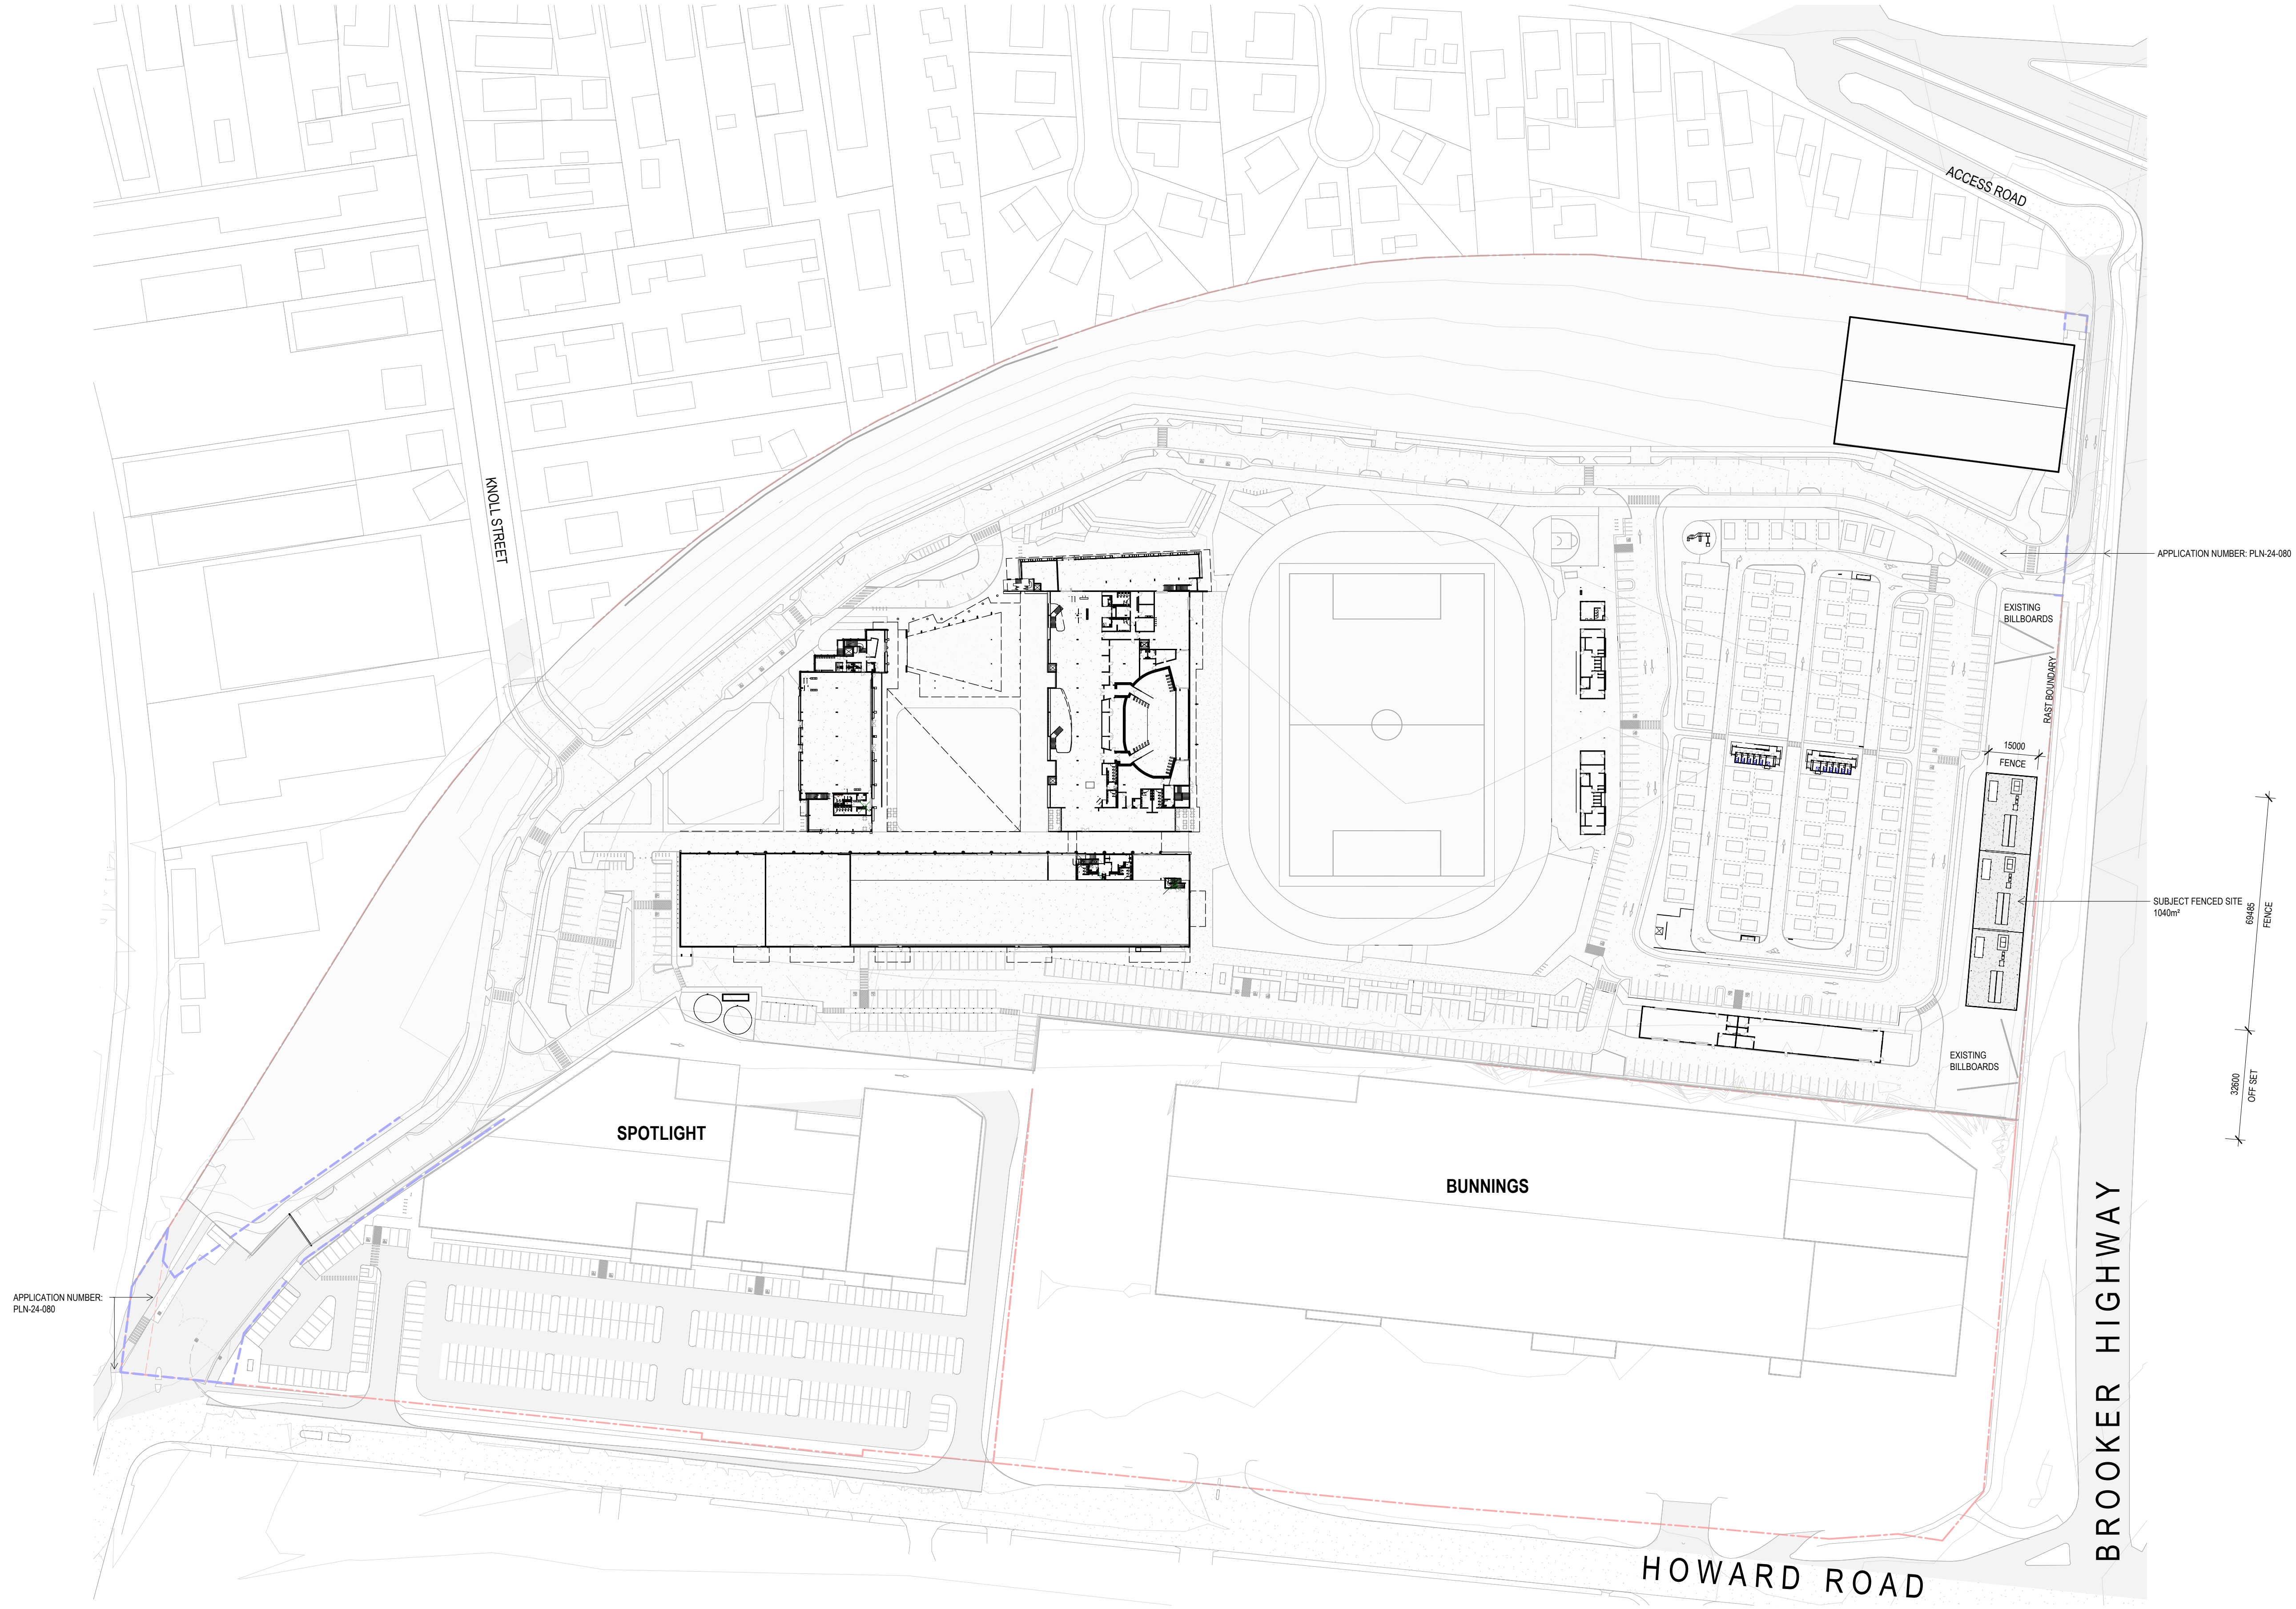 ACCESS ROAD
KNOLL STREET
APPLICATION NUMBER: PLN-24-080
EXISTING
BILLBOARDS
RAST BOUNDARY
15000
FENCE
SUBJECT FENCED SITE
1040m²
69485
FENCE
EXISTING
BILLBOARDS
32600
OFF SET
SPOTLIGHT
BUNNINGS
APPLICATION NUMBER:
PLN-24-080
BROOKER HIGHWAY
HOWARD ROAD